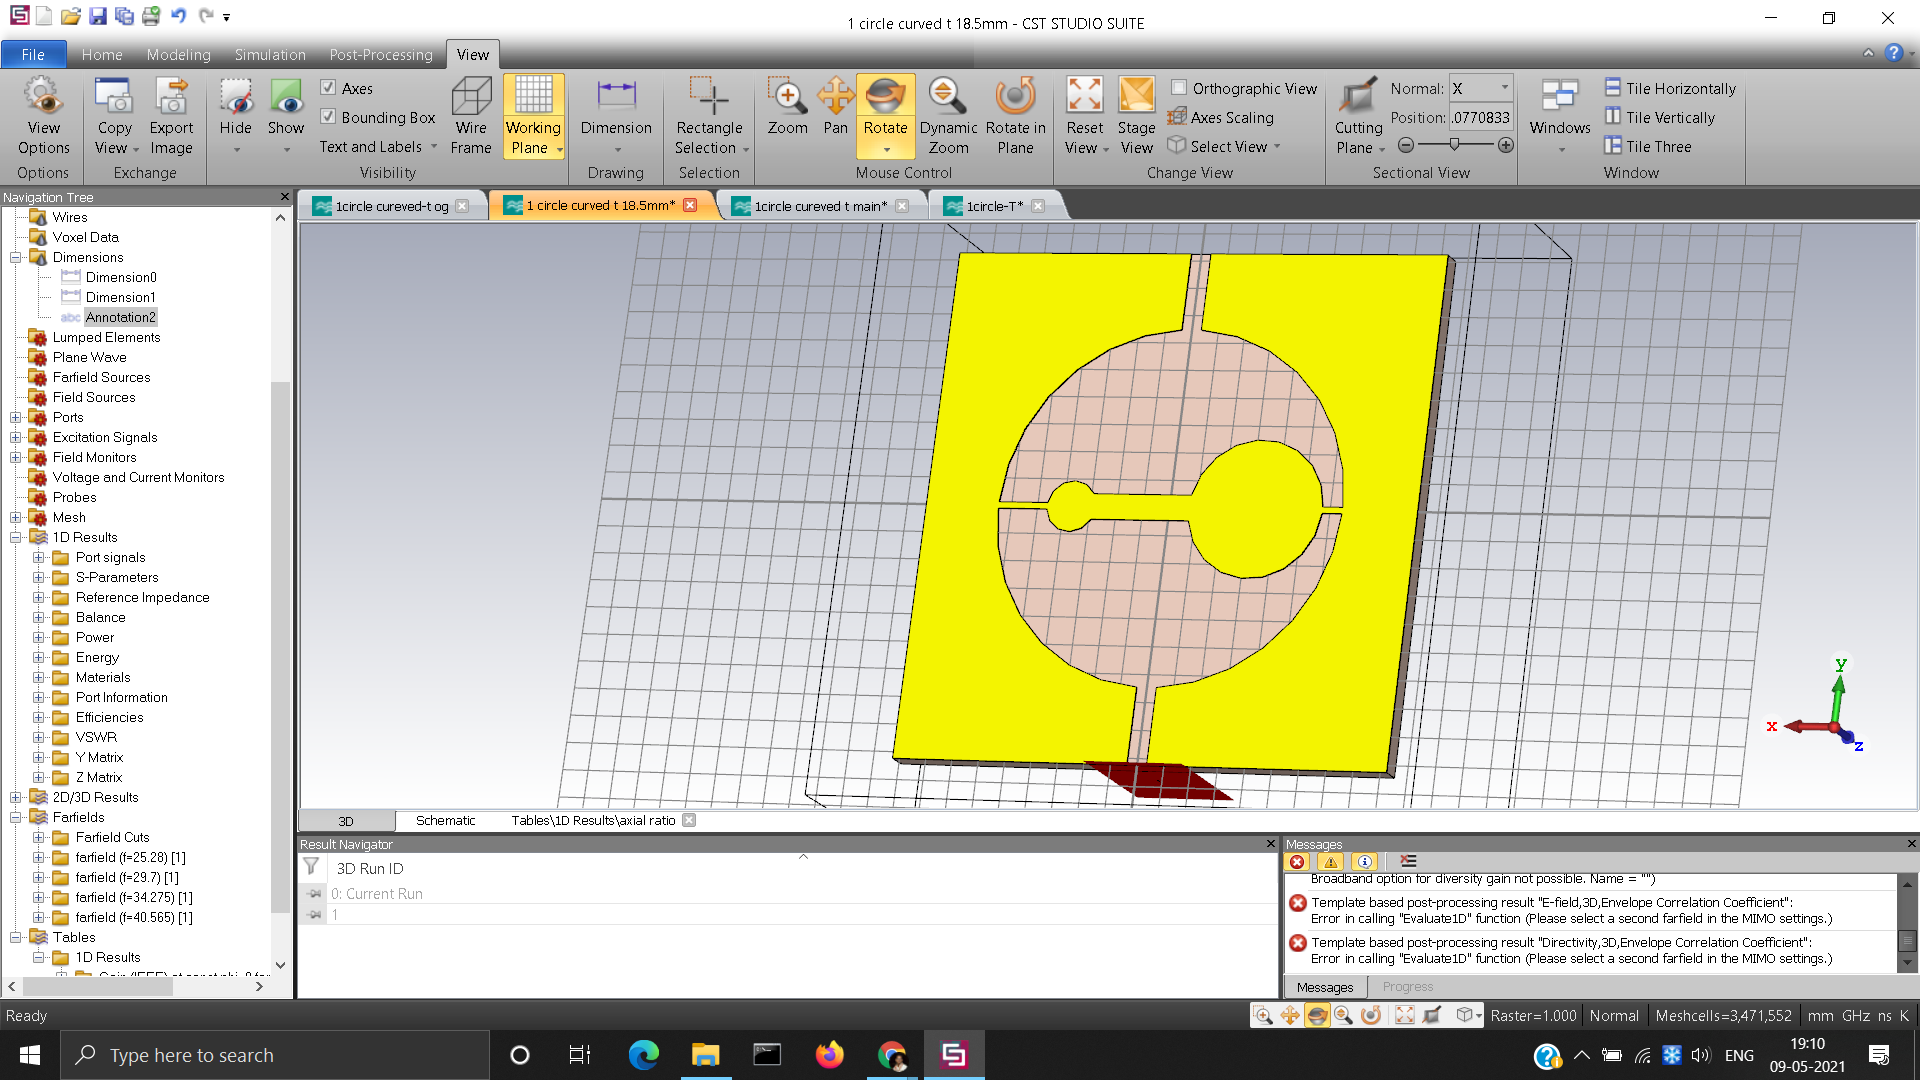 1 circle curved t 18.5mm - CST STUDIO SUITE
File Home Modeling Simulation Post-Processing View
View Options
Options
Copy View
Export Image
Exchange
Hide
Show
Axes
Bounding Box
Text and Labels
Wire Frame
Working Plane
Visibility
Dimension
Drawing
Rectangle Selection
Selection
Zoom
Pan
Rotate
Dynamic Zoom
Rotate in Plane
Mouse Control
Reset View
Stage View
Orthographic View
Axes Scaling
Select View
Change View
Cutting Plane
Normal: X
Position: .0770833
Sectional View
Windows
Tile Horizontally
Tile Vertically
Tile Three
Window
Navigation Tree
Wires
Voxel Data
Dimensions
Dimension0
Dimension1
abc Annotation2
Lumped Elements
Plane Wave
Farfield Sources
Field Sources
Ports
Excitation Signals
Field Monitors
Voltage and Current Monitors
Probes
Mesh
1D Results
Port signals
S-Parameters
Reference Impedance
Balance
Power
Energy
Materials
Port Information
Efficiencies
VSWR
Y Matrix
Z Matrix
2D/3D Results
Farfields
Farfield Cuts
farfield (f=25.28) [1]
farfield (f=29.7) [1]
farfield (f=34.275) [1]
farfield (f=40.565) [1]
Tables
1D Results
1circle cureved-t og
1 circle curved t 18.5mm*
1circle cureved t main*
1circle-T*
y
x
z
3D Schematic Tables\1D Results\axial ratio
Result Navigator
3D Run ID
0: Current Run
1
Messages
Broadband option for diversity gain not possible. Name = "")
Template based post-processing result "E-field,3D,Envelope Correlation Coefficient":
Error in calling "Evaluate1D" function (Please select a second farfield in the MIMO settings.)
Template based post-processing result "Directivity,3D,Envelope Correlation Coefficient":
Error in calling "Evaluate1D" function (Please select a second farfield in the MIMO settings.)
Messages Progress
Ready
Raster=1.000 Normal Meshcells=3,471,552 mm GHz ns K
Type here to search
ENG
19:10
09-05-2021